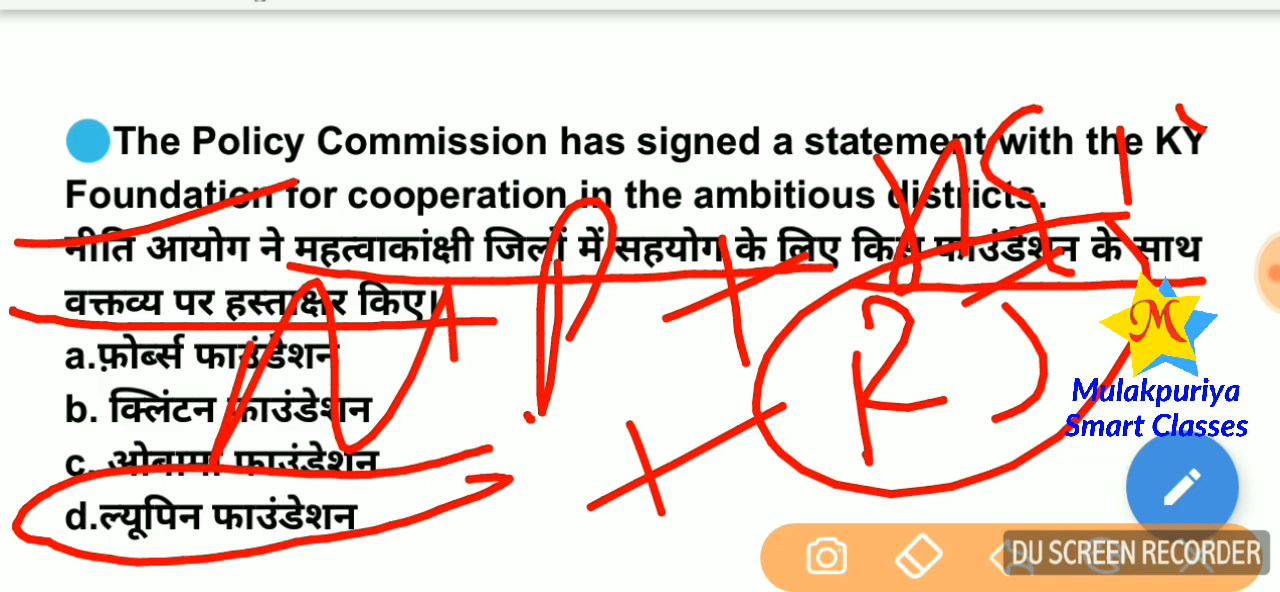 The Policy Commission has signed a statement with the KY
Foundation for cooperation in the ambitious districts.
नीति आयोग ने महत्वाकांक्षी जिलों में सहयोग के लिए किस फाउंडेशन के साथ
वक्तव्य पर हस्ताक्षर किए।
a.फ़ोर्ब्स फाउंडेशन
b. क्लिंटन फाउंडेशन
c. ओबामा फाउंडेशन
d.ल्यूपिन फाउंडेशन
M
Mulakpuriya
Smart Classes
DU SCREEN RECORDER